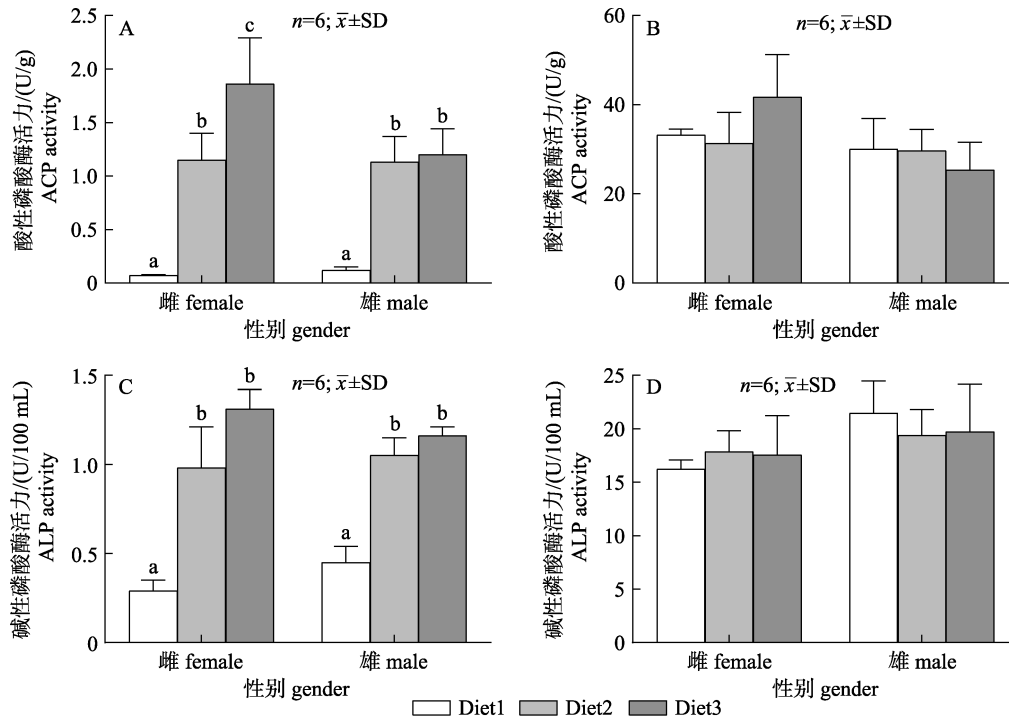 A
n=6; x̄±SD
酸性磷酸酶活力/(U/g)
ACP activity
2.5
2.0
1.5
1.0
0.5
0
a
b
c
a
b
b
雌 female
雄 male
性别 gender
B
n=6; x̄±SD
酸性磷酸酶活力/(U/g)
ACP activity
60
40
20
0
雌 female
雄 male
性别 gender
C
n=6; x̄±SD
碱性磷酸酶活力/(U/100 mL)
ALP activity
1.5
1.0
0.5
0
a
b
b
a
b
b
雌 female
雄 male
性别 gender
D
n=6; x̄±SD
碱性磷酸酶活力/(U/100 mL)
ALP activity
25
20
15
10
5
0
雌 female
雄 male
性别 gender
Diet1 Diet2 Diet3